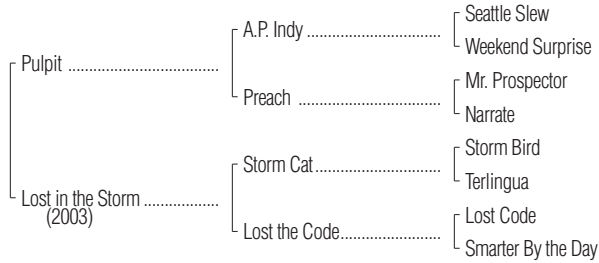 Seattle Slew
A.P. Indy ..................................
Weekend Surprise
Pulpit ......................................
Mr. Prospector
Preach ...................................
Narrate
Storm Bird
Storm Cat ................................
Terlingua
Lost in the Storm ...................
(2003)
Lost Code
Lost the Code .........................
Smarter By the Day